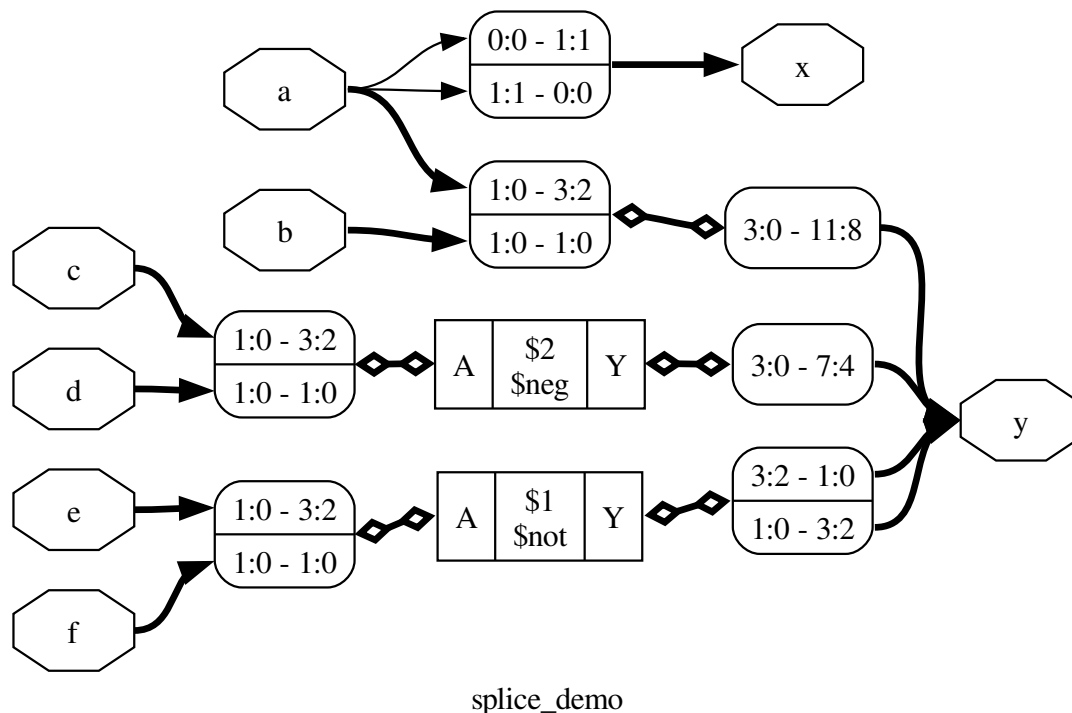 a
0:0 - 1:1
1:1 - 0:0
x
b
1:0 - 3:2
1:0 - 1:0
3:0 - 11:8
c
d
1:0 - 3:2
1:0 - 1:0
A
$2
$neg
Y
3:0 - 7:4
y
e
f
1:0 - 3:2
1:0 - 1:0
A
$1
$not
Y
3:2 - 1:0
1:0 - 3:2
splice_demo